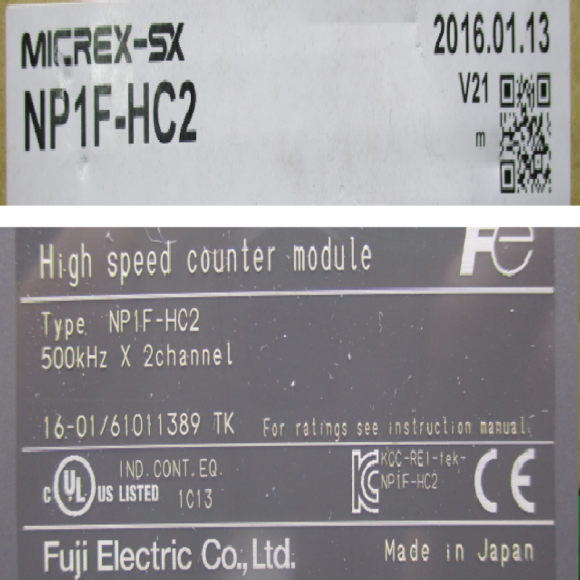 MICREX-SX
2016.01.13
NP1F-HC2
V21
m
High speed counter module
Fe
Type NP1F-HC2
500kHz X 2channel
16-01/61011389 TK For ratings see instruction manual.
IND.CONT.EQ.
C UL US LISTED 1C13
KCC-REI-tek-
NP1F-HC2
CE
Fuji Electric Co.,Ltd. Made in Japan